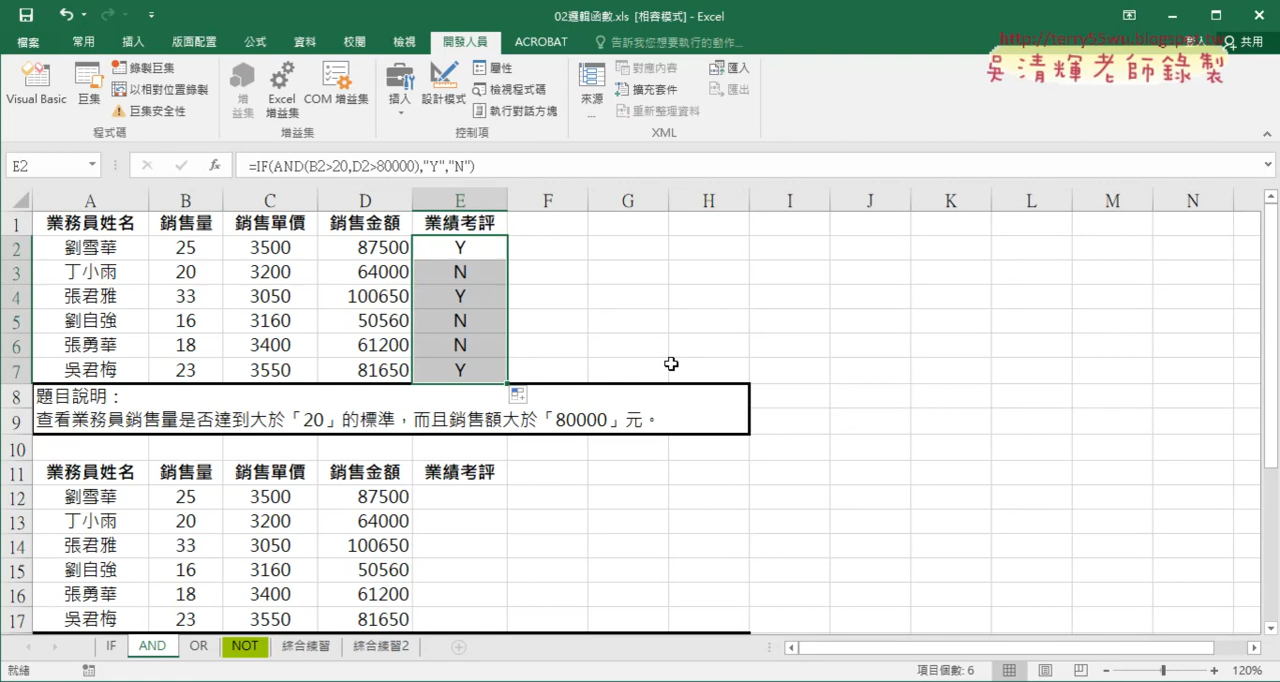 02邏輯函數.xls [相容模式] - Excel
http://terry55wu.blogspot.tw
吳清輝老師錄製
檔案 常用 插入 版面配置 公式 資料 校閱 檢視 開發人員 ACROBAT 告訴我您想要執行的動作... 共用
Visual Basic 巨集 錄製巨集 以相對位置錄製 巨集安全性
程式碼
增益集 Excel 增益集 COM 增益集
增益集
插入 設計模式 屬性 檢視程式碼 執行對話方塊
控制項
來源... 對應內容 擴充套件 重新整理資料 匯入 匯出
XML
E2 fx =IF(AND(B2>20,D2>80000),"Y","N")
A B C D E F G H I J K L M N
1 業務員姓名 銷售量 銷售單價 銷售金額 業績考評
2 劉雪華 25 3500 87500 Y
3 丁小雨 20 3200 64000 N
4 張君雅 33 3050 100650 Y
5 劉自強 16 3160 50560 N
6 張勇華 18 3400 61200 N
7 吳君梅 23 3550 81650 Y
8 題目說明：
9 查看業務員銷售量是否達到大於「20」的標準，而且銷售額大於「80000」元。
10
11 業務員姓名 銷售量 銷售單價 銷售金額 業績考評
12 劉雪華 25 3500 87500
13 丁小雨 20 3200 64000
14 張君雅 33 3050 100650
15 劉自強 16 3160 50560
16 張勇華 18 3400 61200
17 吳君梅 23 3550 81650
IF AND OR NOT 綜合練習 綜合練習2
就緒 項目個數: 6 120%